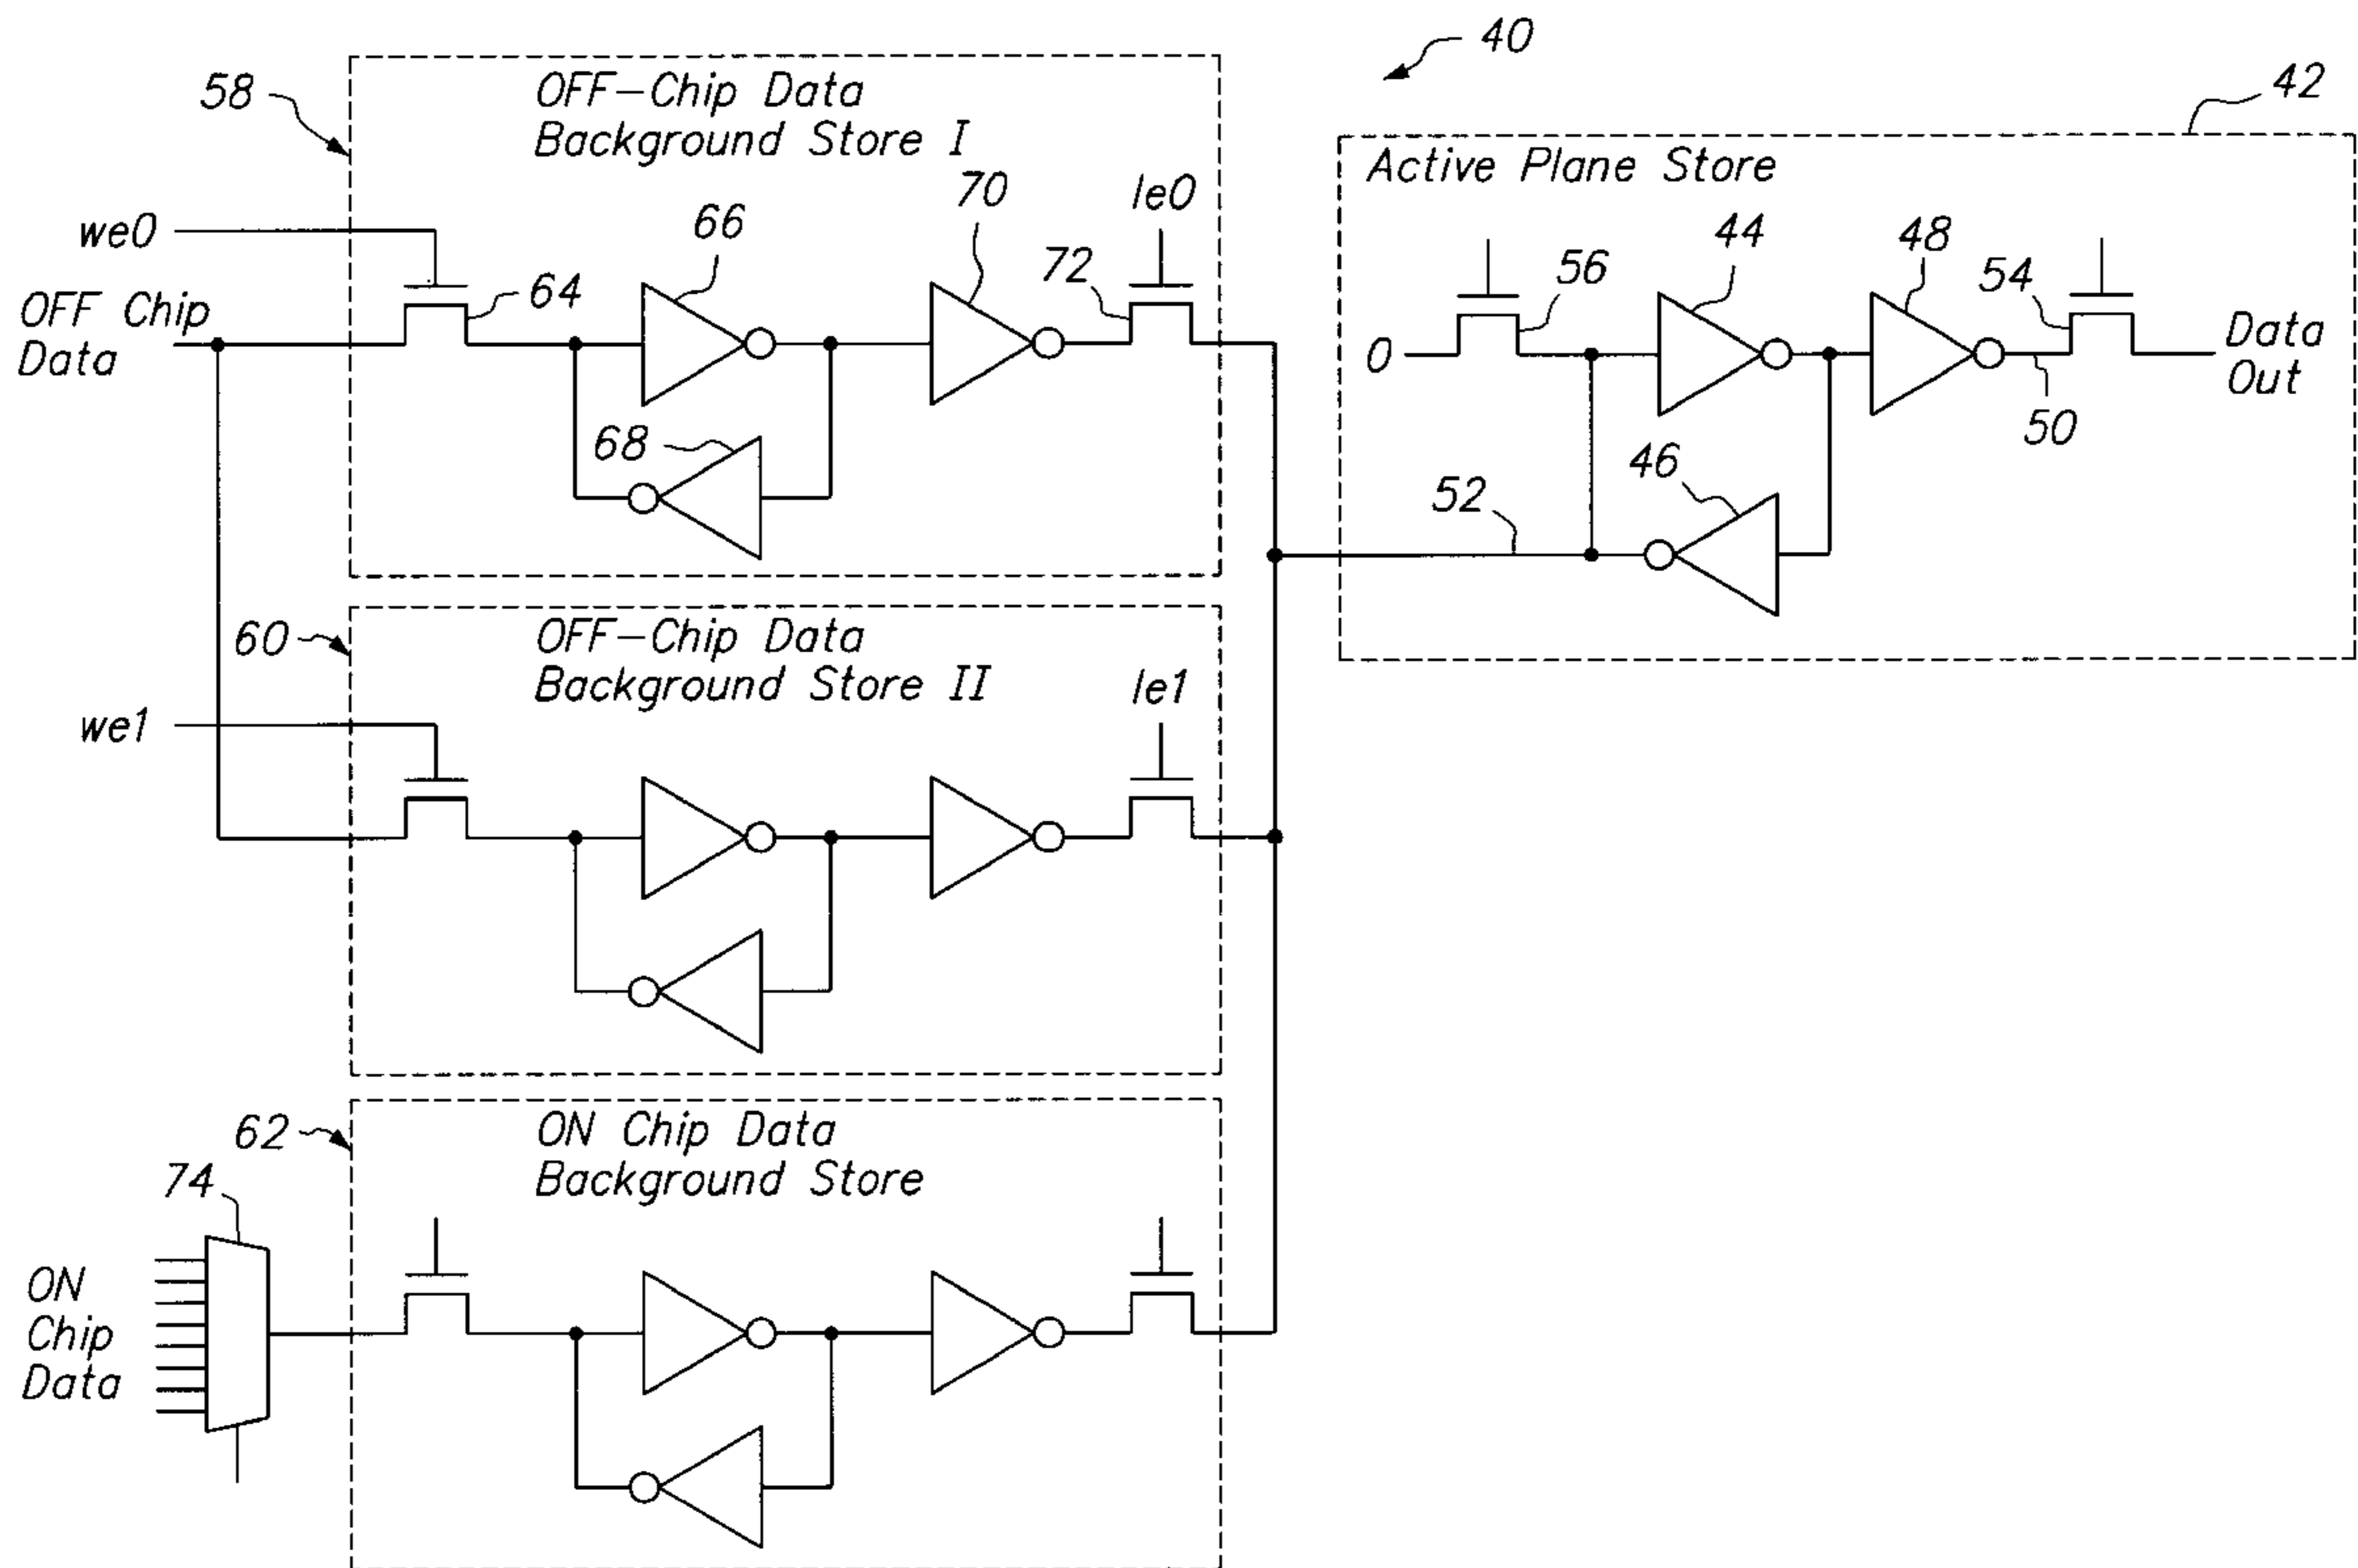 40
42
58
OFF-Chip Data
Background Store I
Active Plane Store
we0
66
70
le0
OFF Chip
Data
64
72
68
56
44
48
54
0
Data
Out
50
46
52
60
OFF-Chip Data
Background Store II
we1
le1
62
ON Chip Data
Background Store
74
ON
Chip
Data